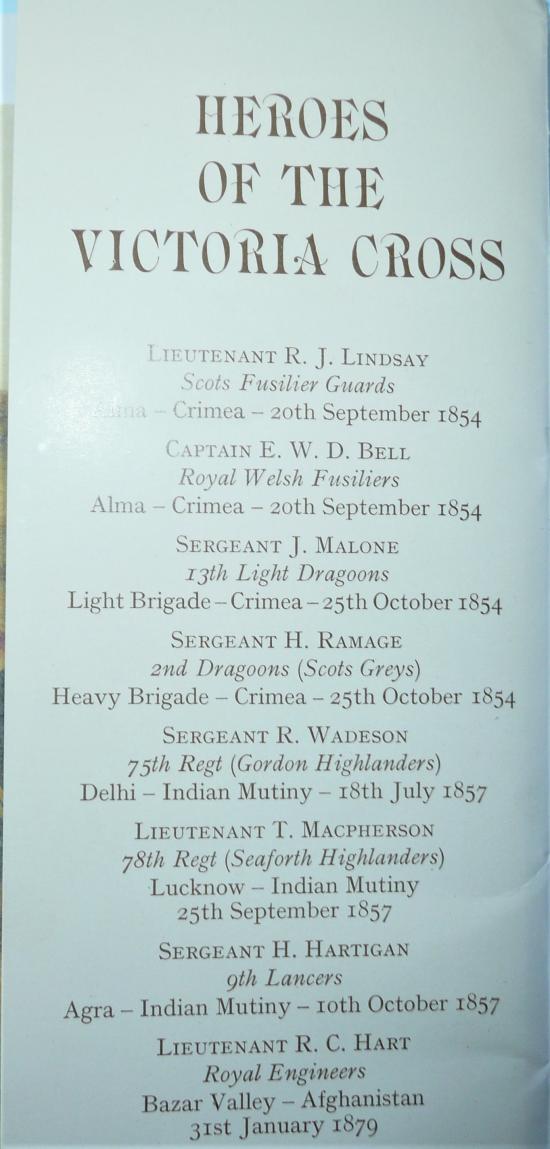 HEROES
OF THE
VICTORIA CROSS
LIEUTENANT R. J. LINDSAY
Scots Fusilier Guards
Alma – Crimea – 20th September 1854
CAPTAIN E. W. D. BELL
Royal Welsh Fusiliers
Alma – Crimea – 20th September 1854
SERGEANT J. MALONE
13th Light Dragoons
Light Brigade – Crimea – 25th October 1854
SERGEANT H. RAMAGE
2nd Dragoons (Scots Greys)
Heavy Brigade – Crimea – 25th October 1854
SERGEANT R. WADESON
75th Regt (Gordon Highlanders)
Delhi – Indian Mutiny – 18th July 1857
LIEUTENANT T. MACPHERSON
78th Regt (Seaforth Highlanders)
Lucknow – Indian Mutiny
25th September 1857
SERGEANT H. HARTIGAN
9th Lancers
Agra – Indian Mutiny – 10th October 1857
LIEUTENANT R. C. HART
Royal Engineers
Bazar Valley – Afghanistan
31st January 1879